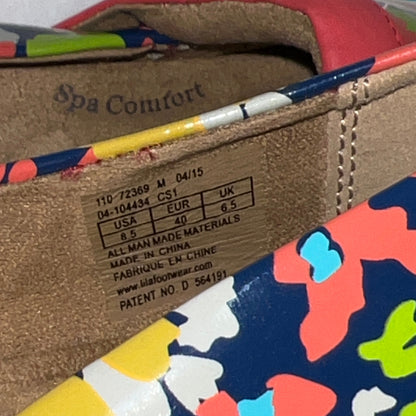 Spa Comfort
110 72369 M 04/15
04-104434 CS1
USA EUR UK
8.5 40 6.5
ALL MAN MADE MATERIALS
MADE IN CHINA
FABRIQUE EN CHINE
www.lilafootwear.com
PATENT NO. D 564191